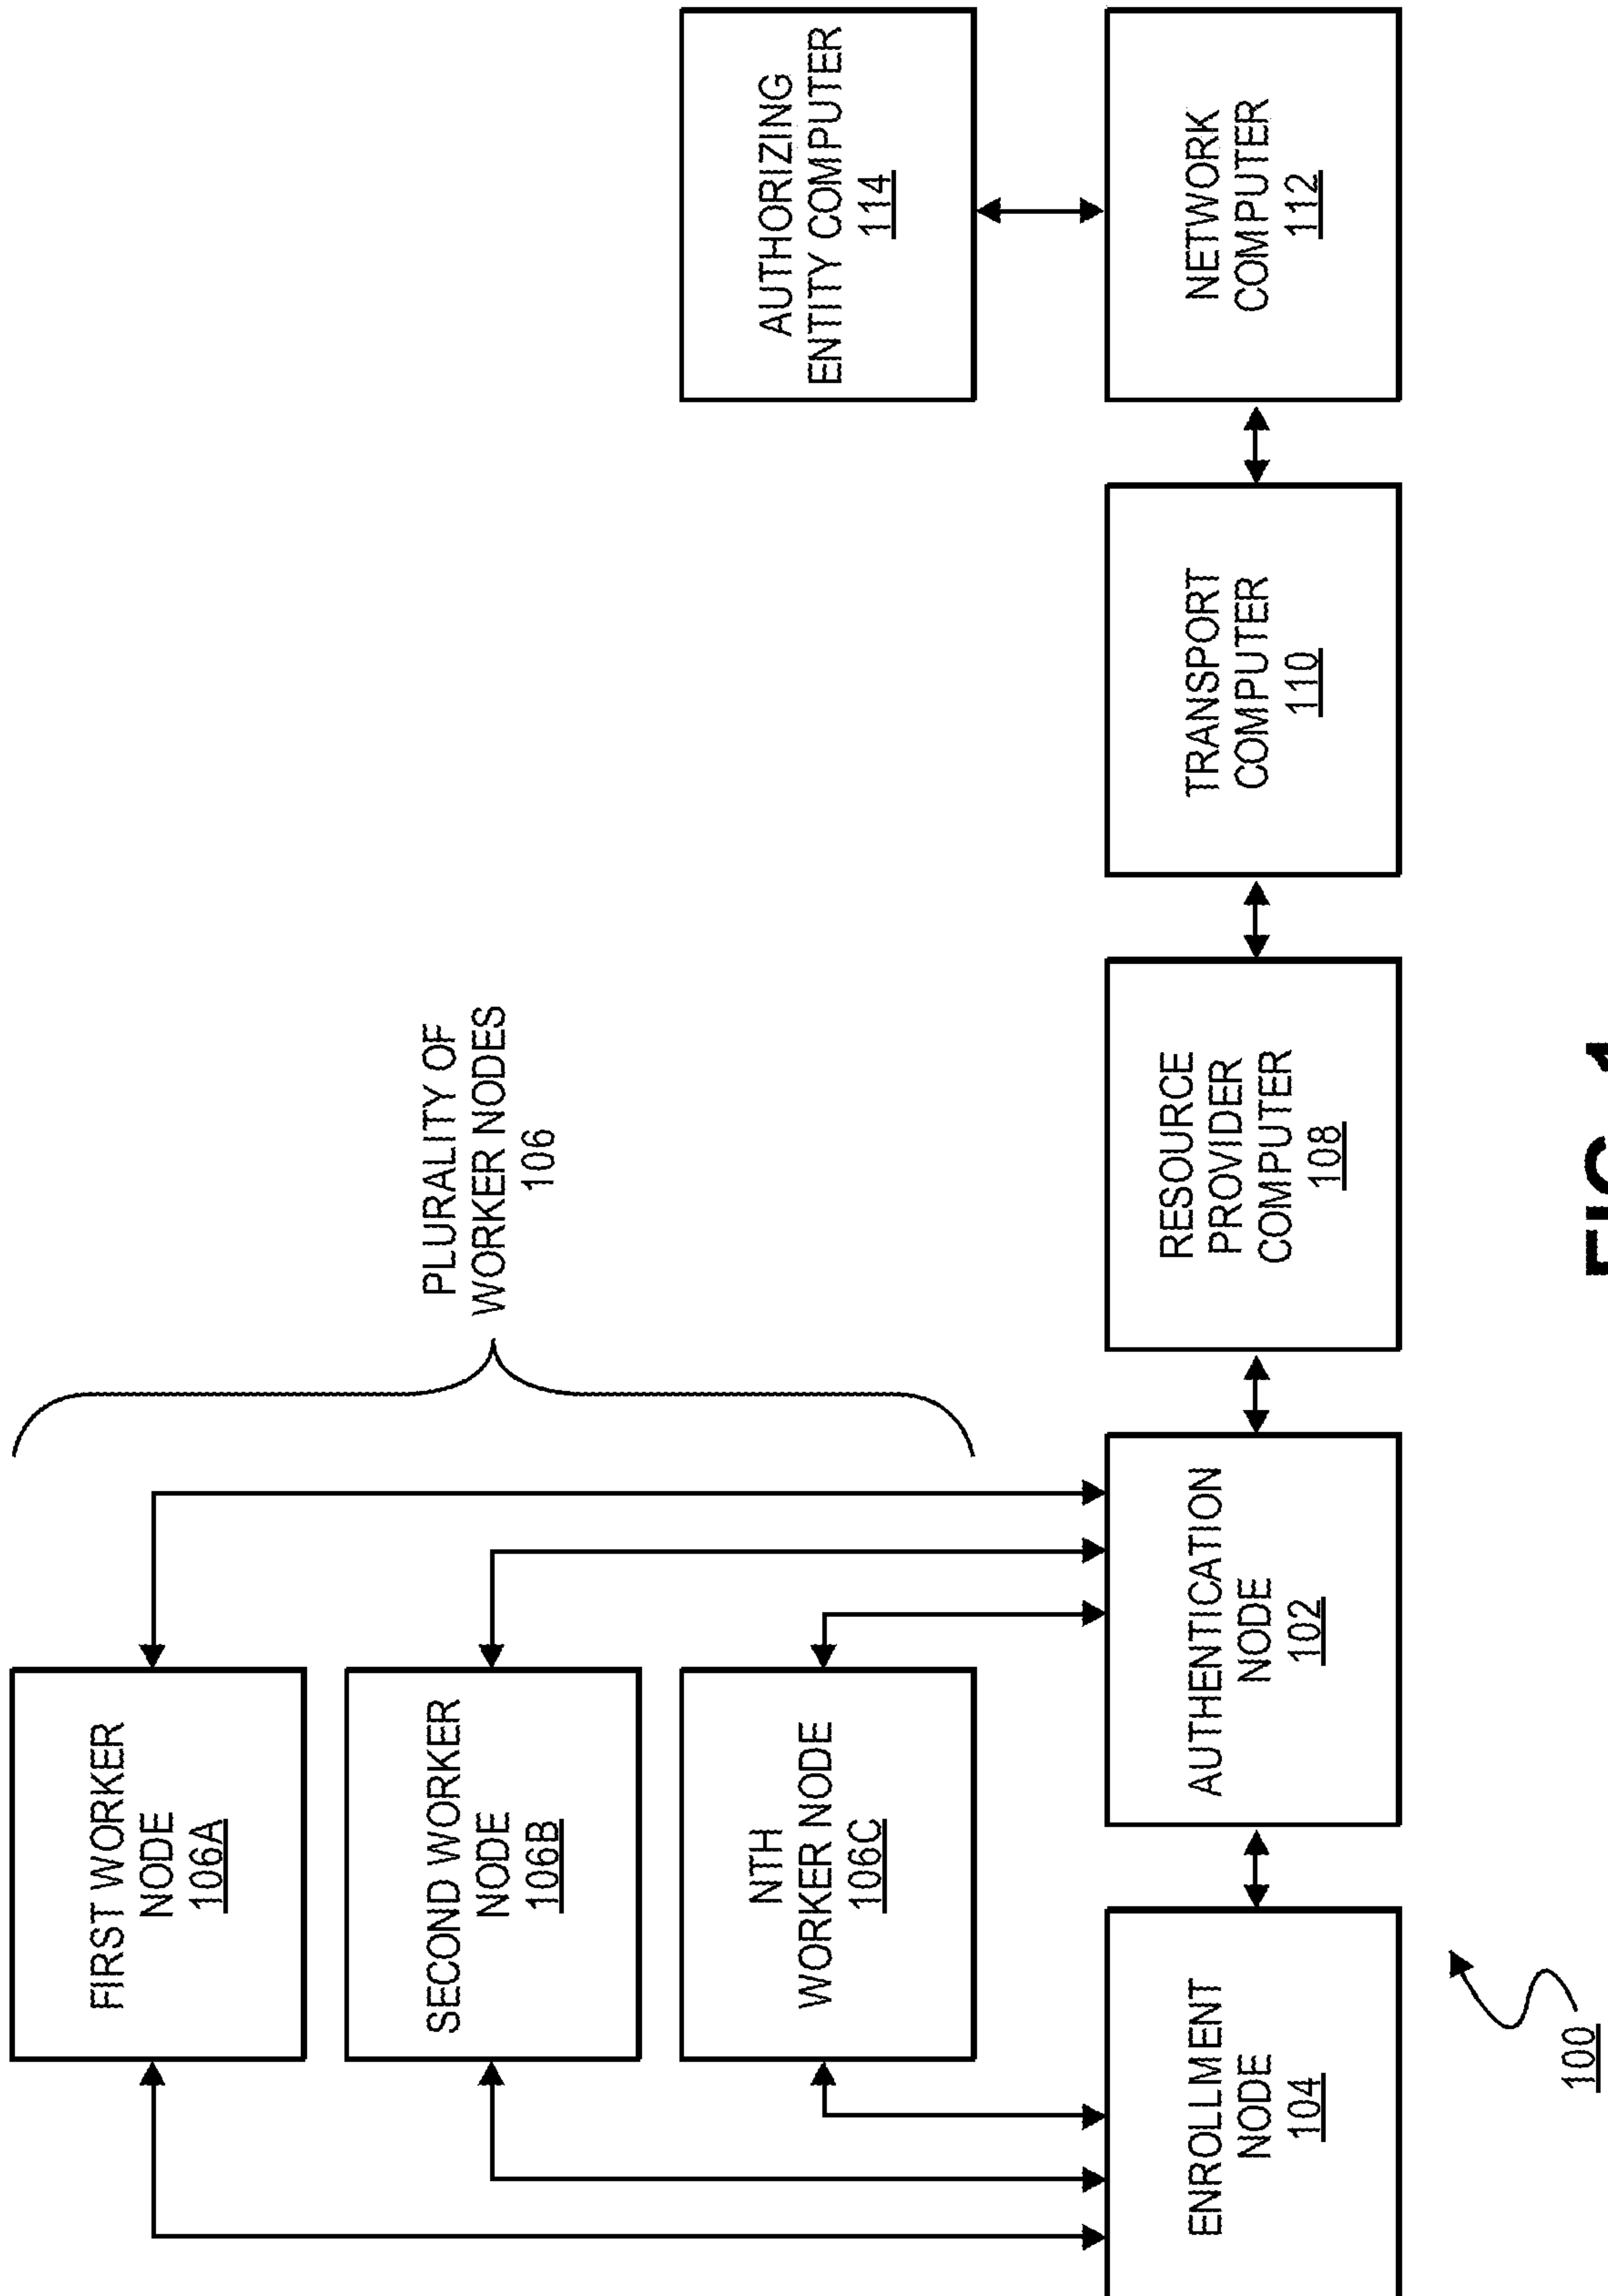 FIRST WORKER
NODE
106A
SECOND WORKER
NODE
106B
NTH
WORKER NODE
106C
PLURALITY OF
WORKER NODES
106
AUTHORIZING
ENTITY COMPUTER
114
ENROLLMENT
NODE
104
AUTHENTICATION
NODE
102
RESOURCE
PROVIDER
COMPUTER
108
TRANSPORT
COMPUTER
110
NETWORK
COMPUTER
112
100
FIG. 1